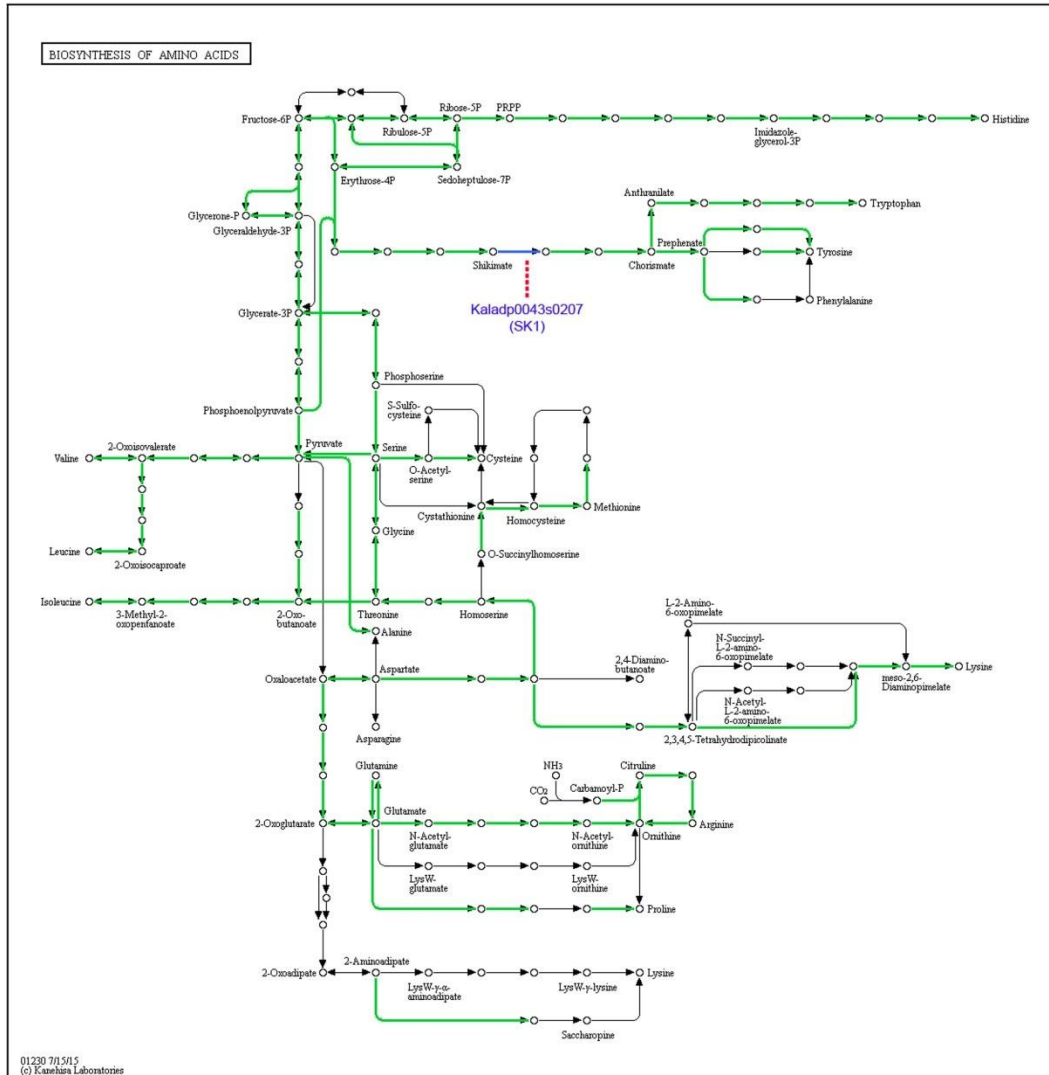 BIOSYNTHESIS OF AMINO ACIDS
Fructose-6P
Ribulose-5P
Ribose-5P
PRPP
Imidazole-
glycerol-3P
Histidine
Erythrose-4P
Sedoheptulose-7P
Glycerone-P
Glyceraldehyde-3P
Anthranilate
Tryptophan
Shikimate
Chorismate
Prephenate
Tyrosine
Phenylalanine
Kaladp0043s0207
(SK1)
Glycerate-3P
Phosphoserine
Phosphoenolpyruvate
S-Sulfo-
cysteine
Valine
2-Oxoisovalerate
Pyruvate
Serine
O-Acetyl-
serine
Cysteine
Cystathionine
Homocysteine
Methionine
Glycine
Leucine
2-Oxoisocaproate
O-Succinylhomoserine
Isoleucine
3-Methyl-2-
oxopentanoate
2-Oxo-
butanoate
Threonine
Homoserine
Alanine
L-2-Amino-
6-oxopimelate
N-Succinyl-
L-2-amino-
6-oxopimelate
Oxaloacetate
Aspartate
2,4-Diamino-
butanoate
meso-2,6-
Diaminopimelate
Lysine
N-Acetyl-
L-2-amino-
6-oxopimelate
Asparagine
2,3,4,5-Tetrahydrodipicolinate
Glutamine
NH3
CO2
Carbamoyl-P
Citruline
2-Oxoglutarate
Glutamate
N-Acetyl-
glutamate
N-Acetyl-
ornithine
Ornithine
Arginine
LysW-
glutamate
LysW-
ornithine
Proline
2-Oxoadipate
2-Aminoadipate
LysW-γ-α-
aminoadipate
LysW-γ-lysine
Lysine
Saccharopine
01230 7/15/15
(c) Kanehisa Laboratories